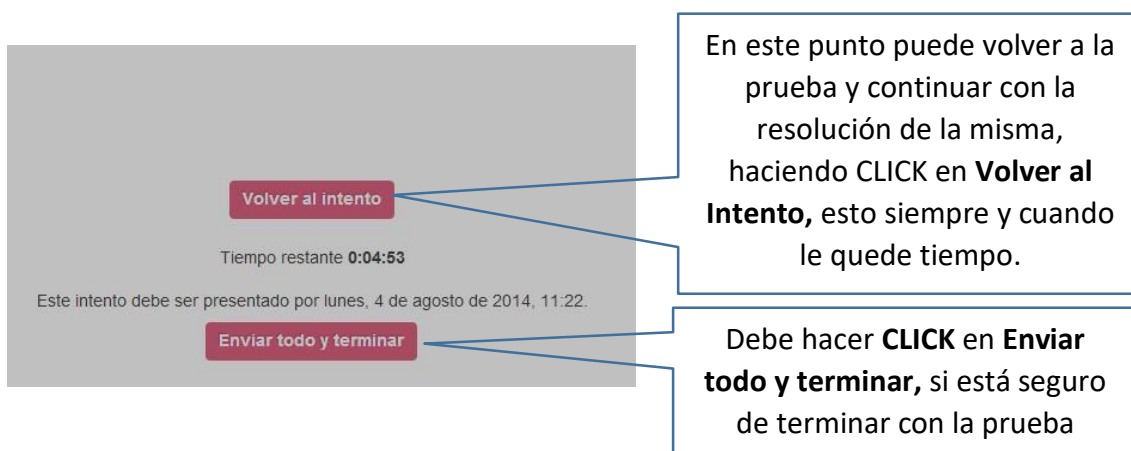 En este punto puede volver a la
prueba y continuar con la
resolución de la misma,
haciendo CLICK en Volver al
Intento, esto siempre y cuando
le quede tiempo.
Volver al intento
Tiempo restante 0:04:53
Este intento debe ser presentado por lunes, 4 de agosto de 2014, 11:22.
Enviar todo y terminar
Debe hacer CLICK en Enviar
todo y terminar, si está seguro
de terminar con la prueba